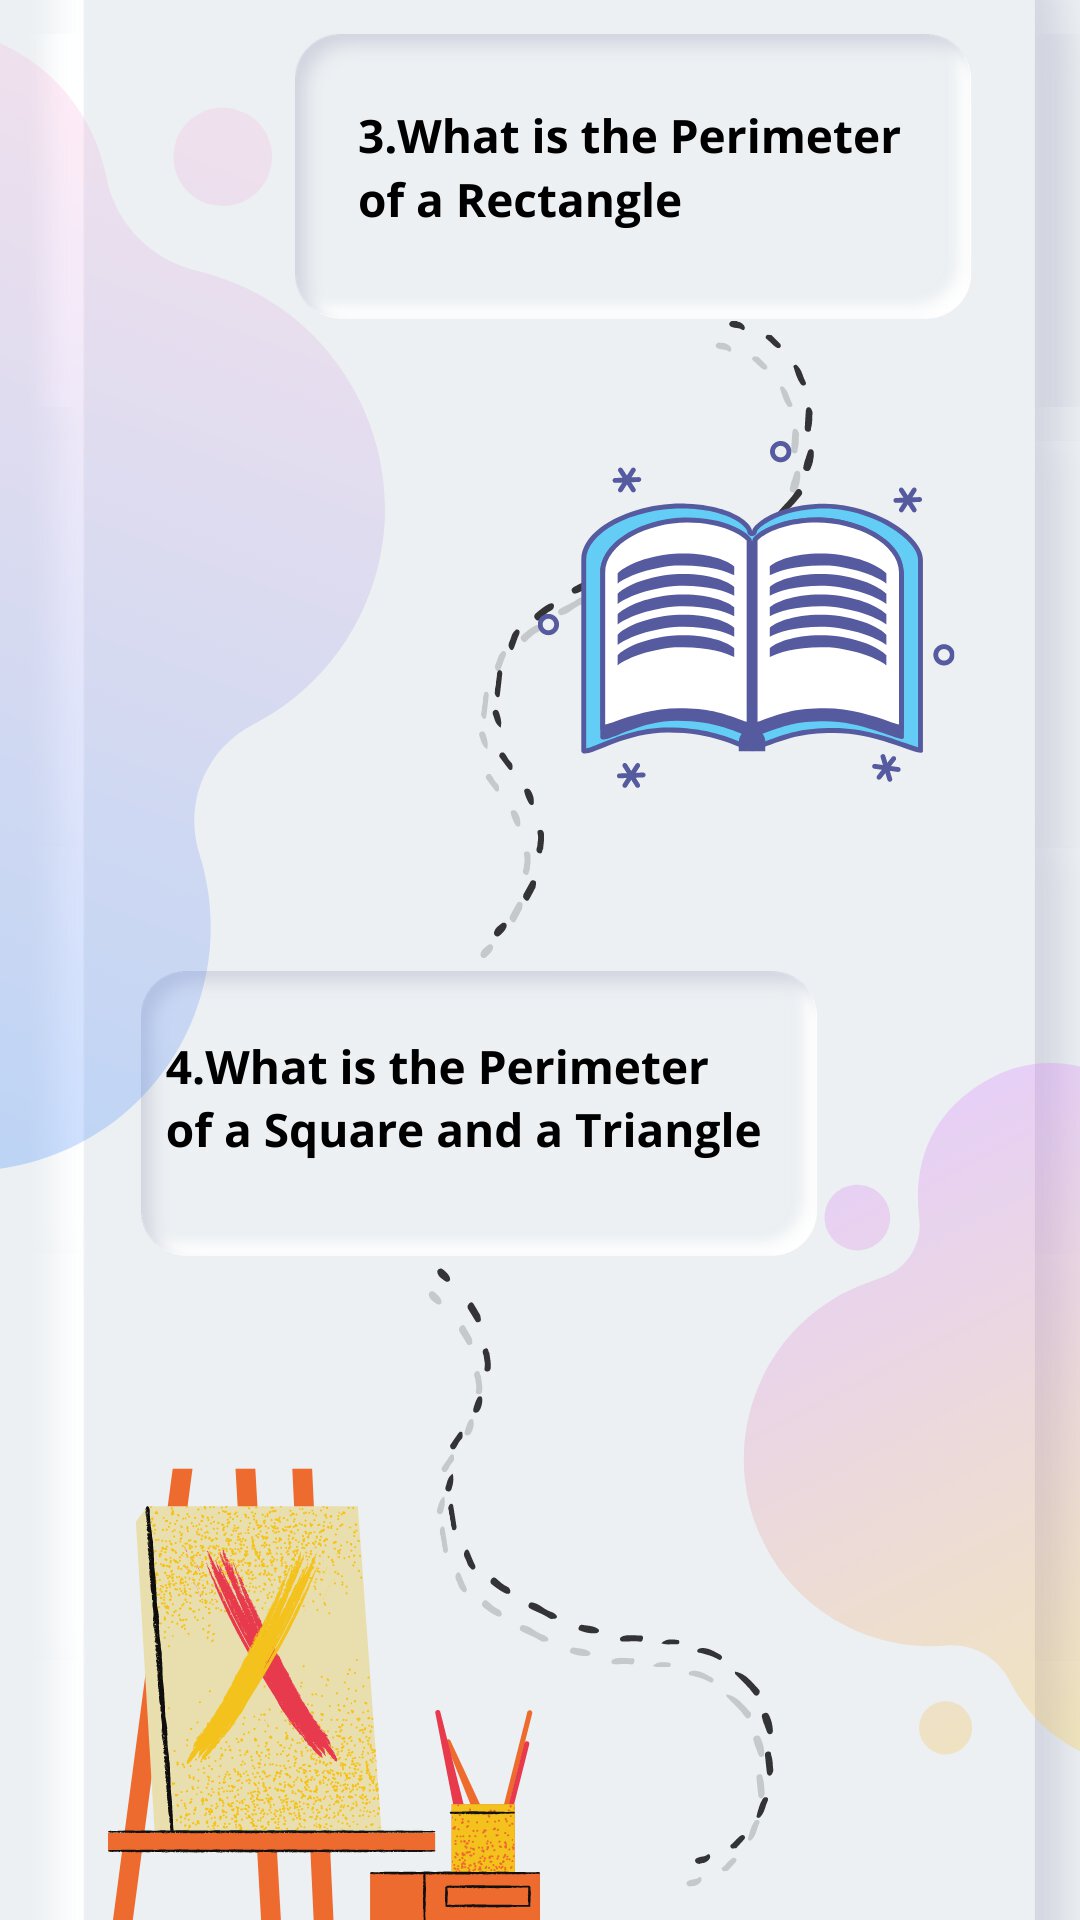 3.What is the Perimeter
of a Rectangle
4.What is the Perimeter
of a Square and a Triangle